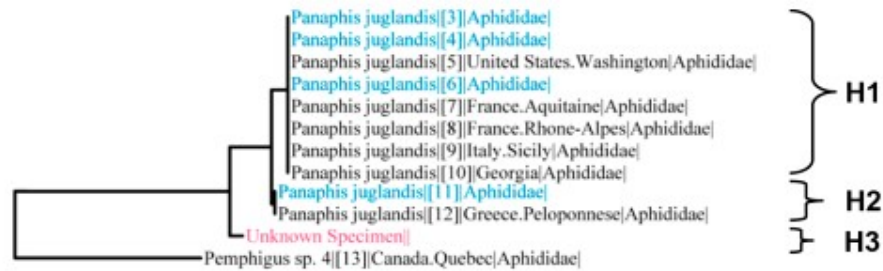 Panaphis juglandis|[3]|Aphididae|
Panaphis juglandis|[4]|Aphididae|
Panaphis juglandis|[5]|United States.Washington|Aphididae|
Panaphis juglandis|[6]|Aphididae|
Panaphis juglandis|[7]|France.Aquitaine|Aphididae|
Panaphis juglandis|[8]|France.Rhone-Alpes|Aphididae|
Panaphis juglandis|[9]|Italy.Sicily|Aphididae|
Panaphis juglandis|[10]|Georgia|Aphididae|
H1
Panaphis juglandis|[11]|Aphididae|
Panaphis juglandis|[12]|Greece.Peloponnese|Aphididae|
H2
Unknown Specimen||
H3
Pemphigus sp. 4|[13]|Canada.Quebec|Aphididae|